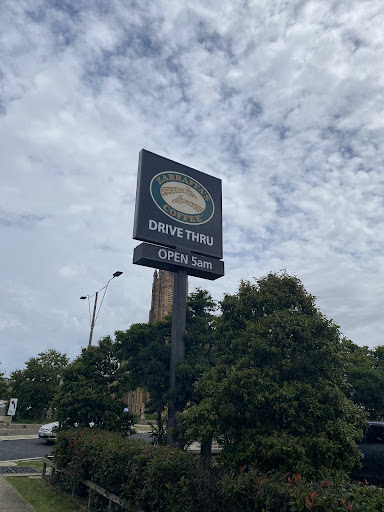 ZARRAFFA'S
COFFEE
DRIVE THRU
OPEN 5am